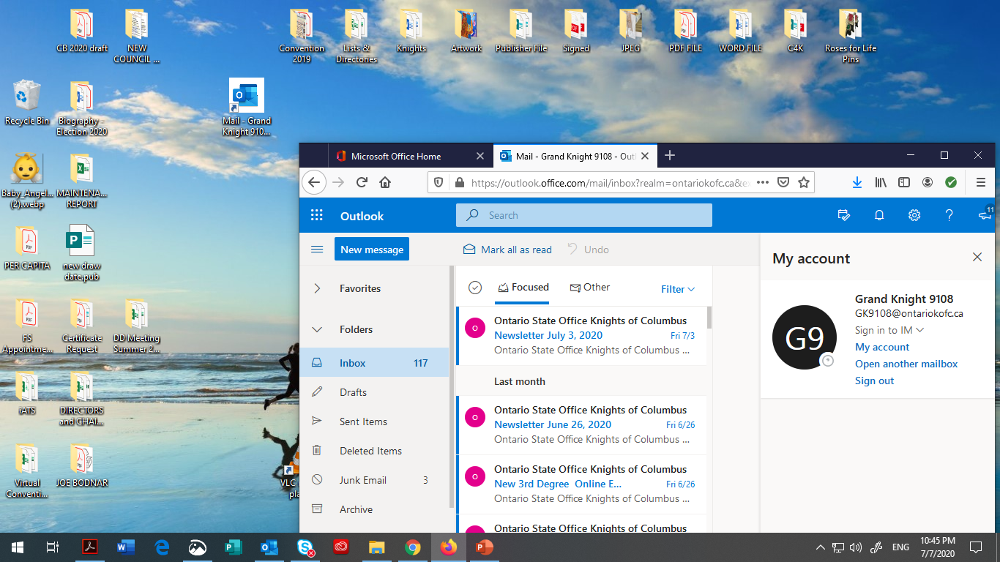 CB 2020 draft
NEW
COUNCIL ...
Convention
2019
Lists &
Directories
Knights
Artwork
Publisher File
Signed
JPEG
PDF FILE
WORD FILE
C4K
Roses for Life
Pins
Recycle Bin
Biography -
Election 2020
Mail - Grand
Knight 910...
Baby_Angel...
(2).webp
MAINTENA...
REPORT
PER CAPITA
new draw
date.pub
FS
Appointme...
Certificate
Request
DD Meeting
Summer 2...
iATS
DIRECTORS
and CHAI...
Virtual
Conventi...
JOE BODNAR
VLC
pla
Microsoft Office Home
Mail - Grand Knight 9108 - Outl
https://outlook.office.com/mail/inbox?realm=ontariokofc.ca&e
Outlook
Search
11
New message
Mark all as read
Undo
Favorites
Folders
Inbox 117
Drafts
Sent Items
Deleted Items
Junk Email 3
Archive
Focused
Other
Filter
O
Ontario State Office Knights of Columbus
Newsletter July 3, 2020 Fri 7/3
Ontario State Office Knights of Columbus ...
Last month
O
Ontario State Office Knights of Columbus
Newsletter June 26, 2020 Fri 6/26
Ontario State Office Knights of Columbus ...
O
Ontario State Office Knights of Columbus
New 3rd Degree Online E... Fri 6/26
Ontario State Office Knights of Columbus ...
Ontario State Office Knights of Columbus
My account
G9
Grand Knight 9108
GK9108@ontariokofc.ca
Sign in to IM
My account
Open another mailbox
Sign out
ENG
10:45 PM
7/7/2020